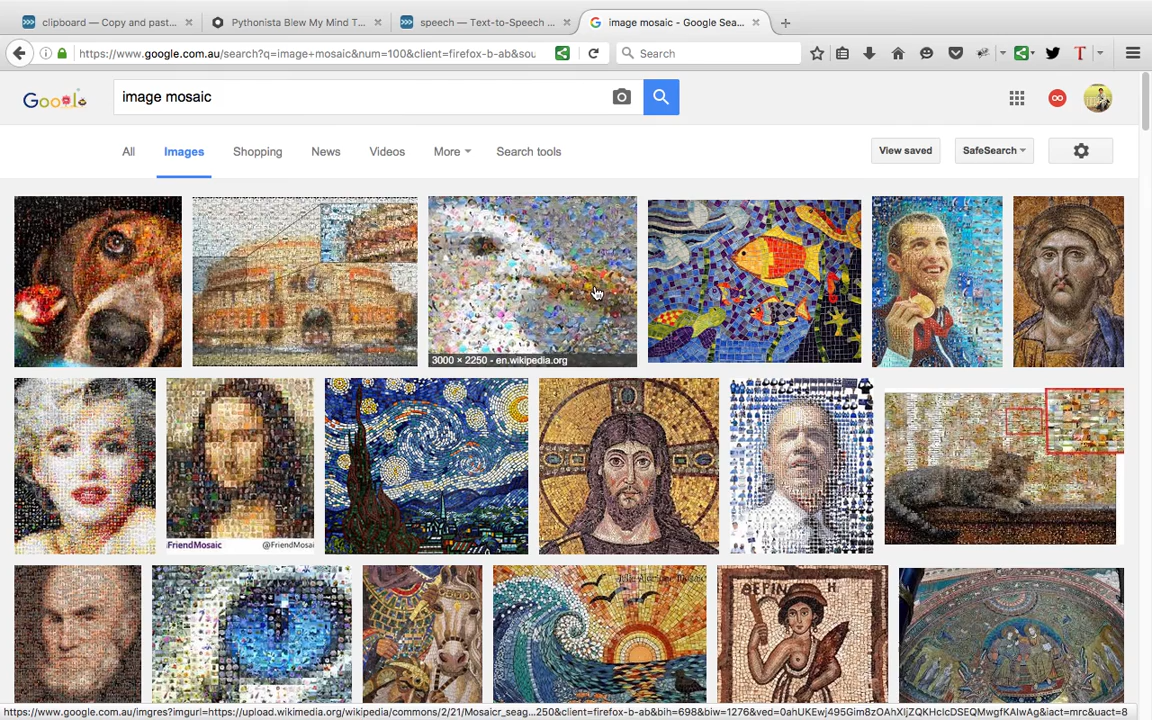 clipboard — Copy and past...
Pythonista Blew My Mind T...
speech — Text-to-Speech ...
image mosaic - Google Sea...
https://www.google.com.au/search?q=image+mosaic&num=100&client=firefox-b-ab&sou
Search
Google
image mosaic
All
Images
Shopping
News
Videos
More
Search tools
View saved
SafeSearch
3000 × 2250 - en.wikipedia.org
FriendMosaic
@FriendMosaic
ΘΕΡΙΝ Η
https://www.google.com.au/imgres?imgurl=https://upload.wikimedia.org/wikipedia/commons/2/21/Mosaicr_seag...250&client=firefox-b-ab&bih=698&biw=1276&ved=0ahUKEwj495Gim8zOAhXljZQKHcIcDSEQMwgfKAIwAg&iact=mrc&uact=8